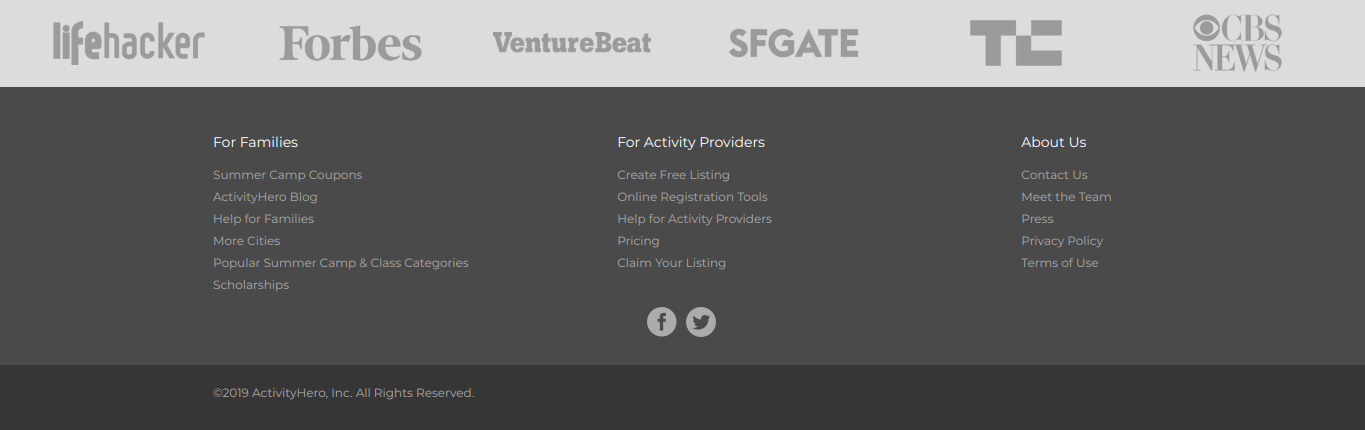 lifehacker
Forbes
VentureBeat
SFGATE
TC
CBS
NEWS
For Families
Summer Camp Coupons
ActivityHero Blog
Help for Families
More Cities
Popular Summer Camp & Class Categories
Scholarships
For Activity Providers
Create Free Listing
Online Registration Tools
Help for Activity Providers
Pricing
Claim Your Listing
About Us
Contact Us
Meet the Team
Press
Privacy Policy
Terms of Use
©2019 ActivityHero, Inc. All Rights Reserved.